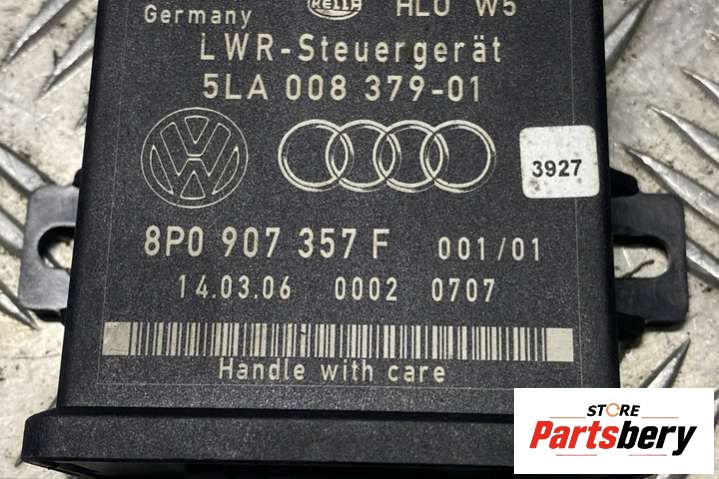 Germany HELLA HLU W5
LWR-Steuergerät
5LA 008 379-01
3927
8P0 907 357 F 001/01
14.03.06 0002 0707
Handle with care
STORE
Partsbery